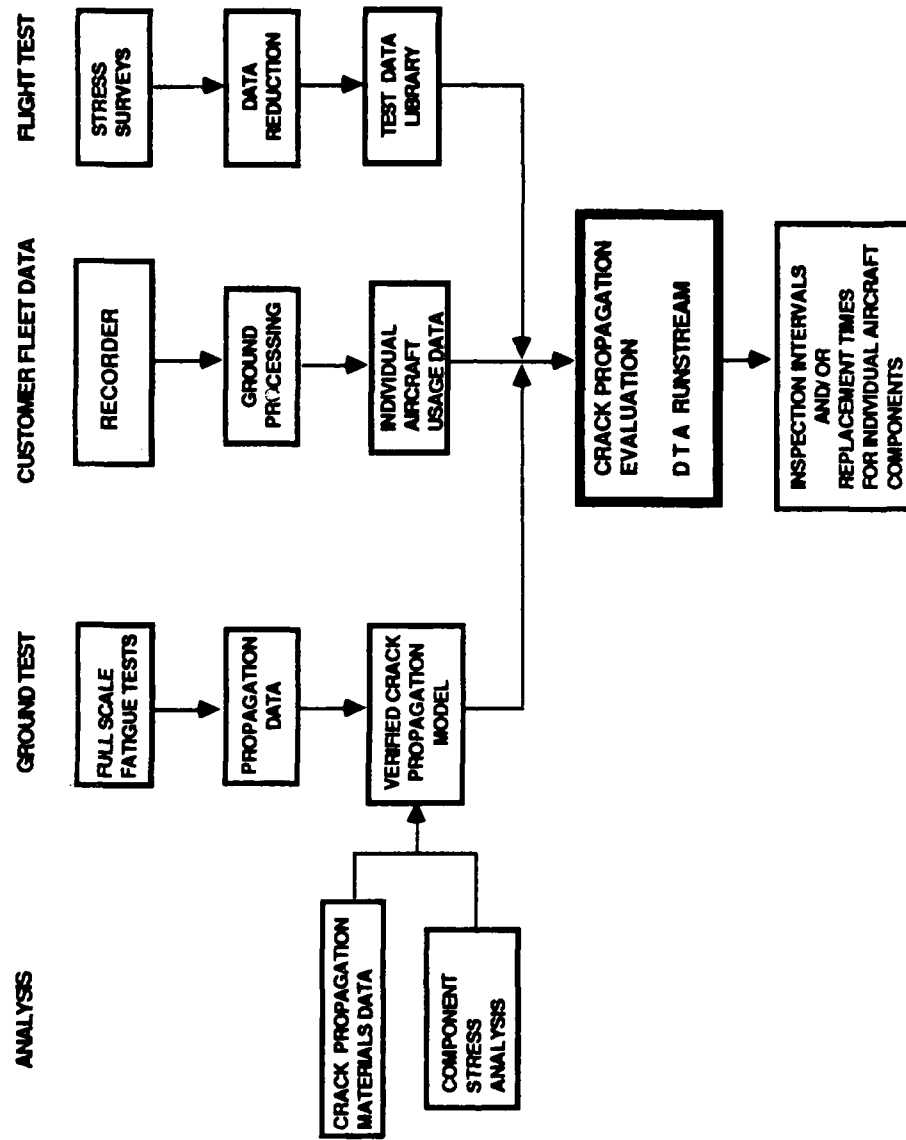 ANALYSIS
GROUND TEST
CUSTOMER FLEET DATA
FLIGHT TEST
FULL SCALE
FATIGUE TESTS
RECORDER
STRESS
SURVEYS
PROPAGATION
DATA
GROUND
PROCESSING
DATA
REDUCTION
CRACK PROPAGATION
MATERIALS DATA
COMPONENT
STRESS
ANALYSIS
VERIFIED CRACK
PROPAGATION
MODEL
INDIVIDUAL
AIRCRAFT
USAGE DATA
TEST DATA
LIBRARY
CRACK PROPAGATION
EVALUATION
DTA RUNSTREAM
INSPECTION INTERVALS
AND/OR
REPLACEMENT TIMES
FOR INDIVIDUAL AIRCRAFT
COMPONENTS